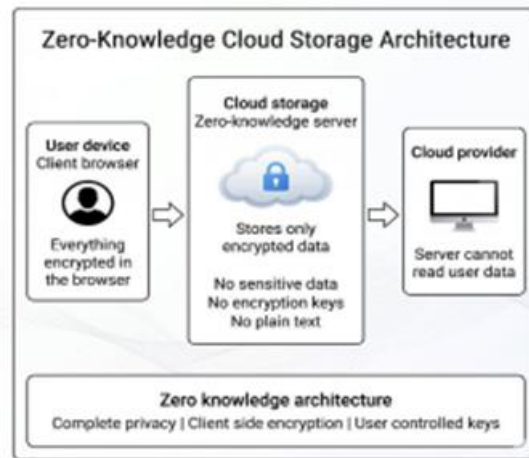 Zero-Knowledge Cloud Storage Architecture
User device
Client browser
Everything
encrypted in
the browser
Cloud storage
Zero-knowledge server
Stores only
encrypted data
No sensitive data
No encryption keys
No plain text
Cloud provider
Server cannot
read user data
Zero knowledge architecture
Complete privacy | Client side encryption | User controlled keys